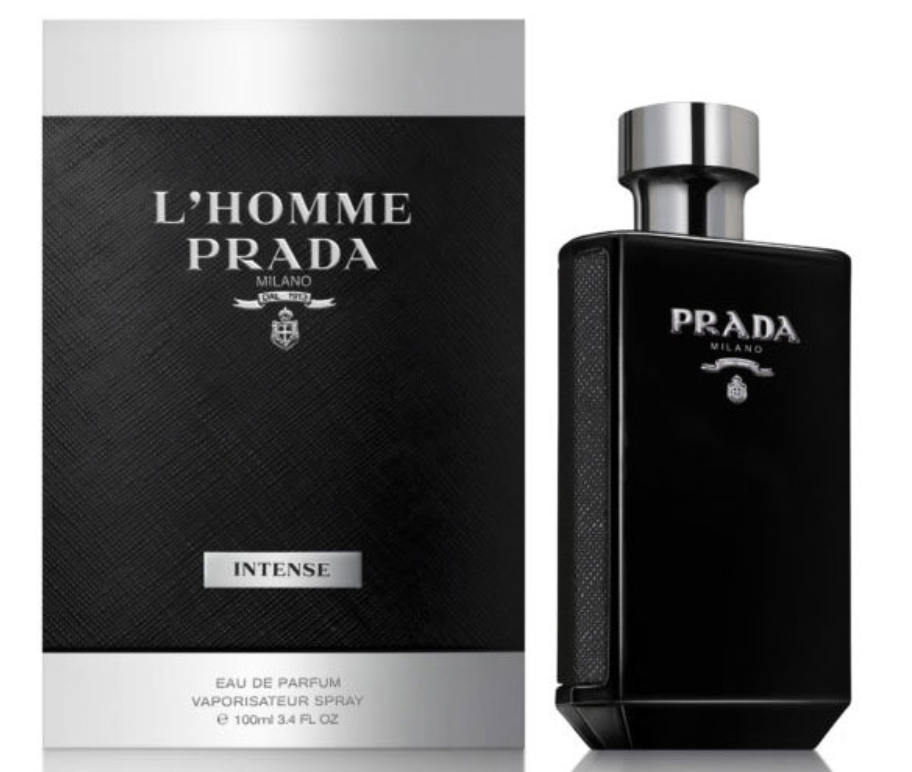 L'HOMME
PRADA
MILANO
DAL 1913
INTENSE
EAU DE PARFUM
VAPORISATEUR SPRAY
℮ 100ml 3.4 FL OZ
PRADA
MILANO